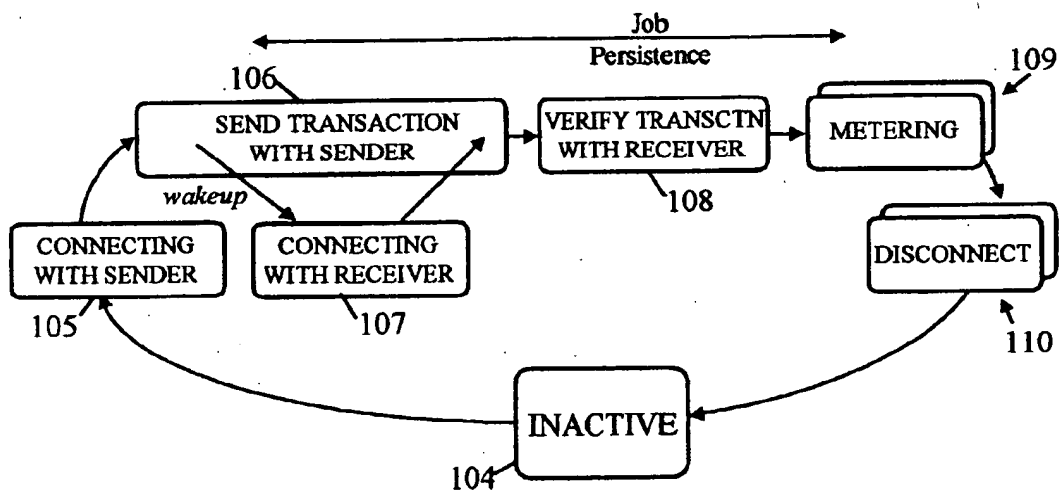 Job
Persistence
106
109
SEND TRANSACTION
WITH SENDER
VERIFY TRANSCTN
WITH RECEIVER
METERING
wakeup
108
CONNECTING
WITH SENDER
CONNECTING
WITH RECEIVER
DISCONNECT
105
107
110
INACTIVE
104